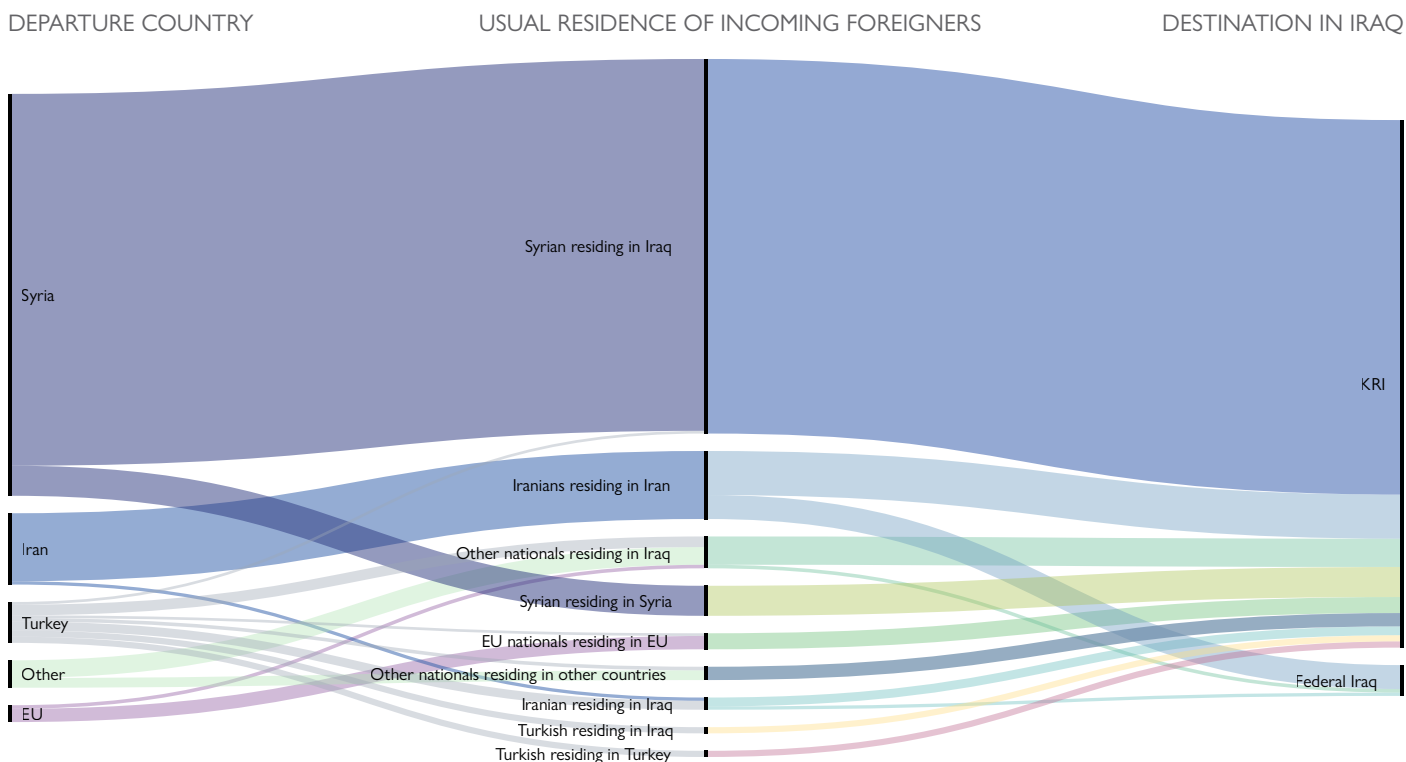 DEPARTURE COUNTRY
USUAL RESIDENCE OF INCOMING FOREIGNERS
DESTINATION IN IRAQ
Syria
Iran
Turkey
Other
EU
Syrian residing in Iraq
Iranians residing in Iran
Other nationals residing in Iraq
Syrian residing in Syria
EU nationals residing in EU
Other nationals residing in other countries
Iranian residing in Iraq
Turkish residing in Iraq
Turkish residing in Turkey
KRI
Federal Iraq